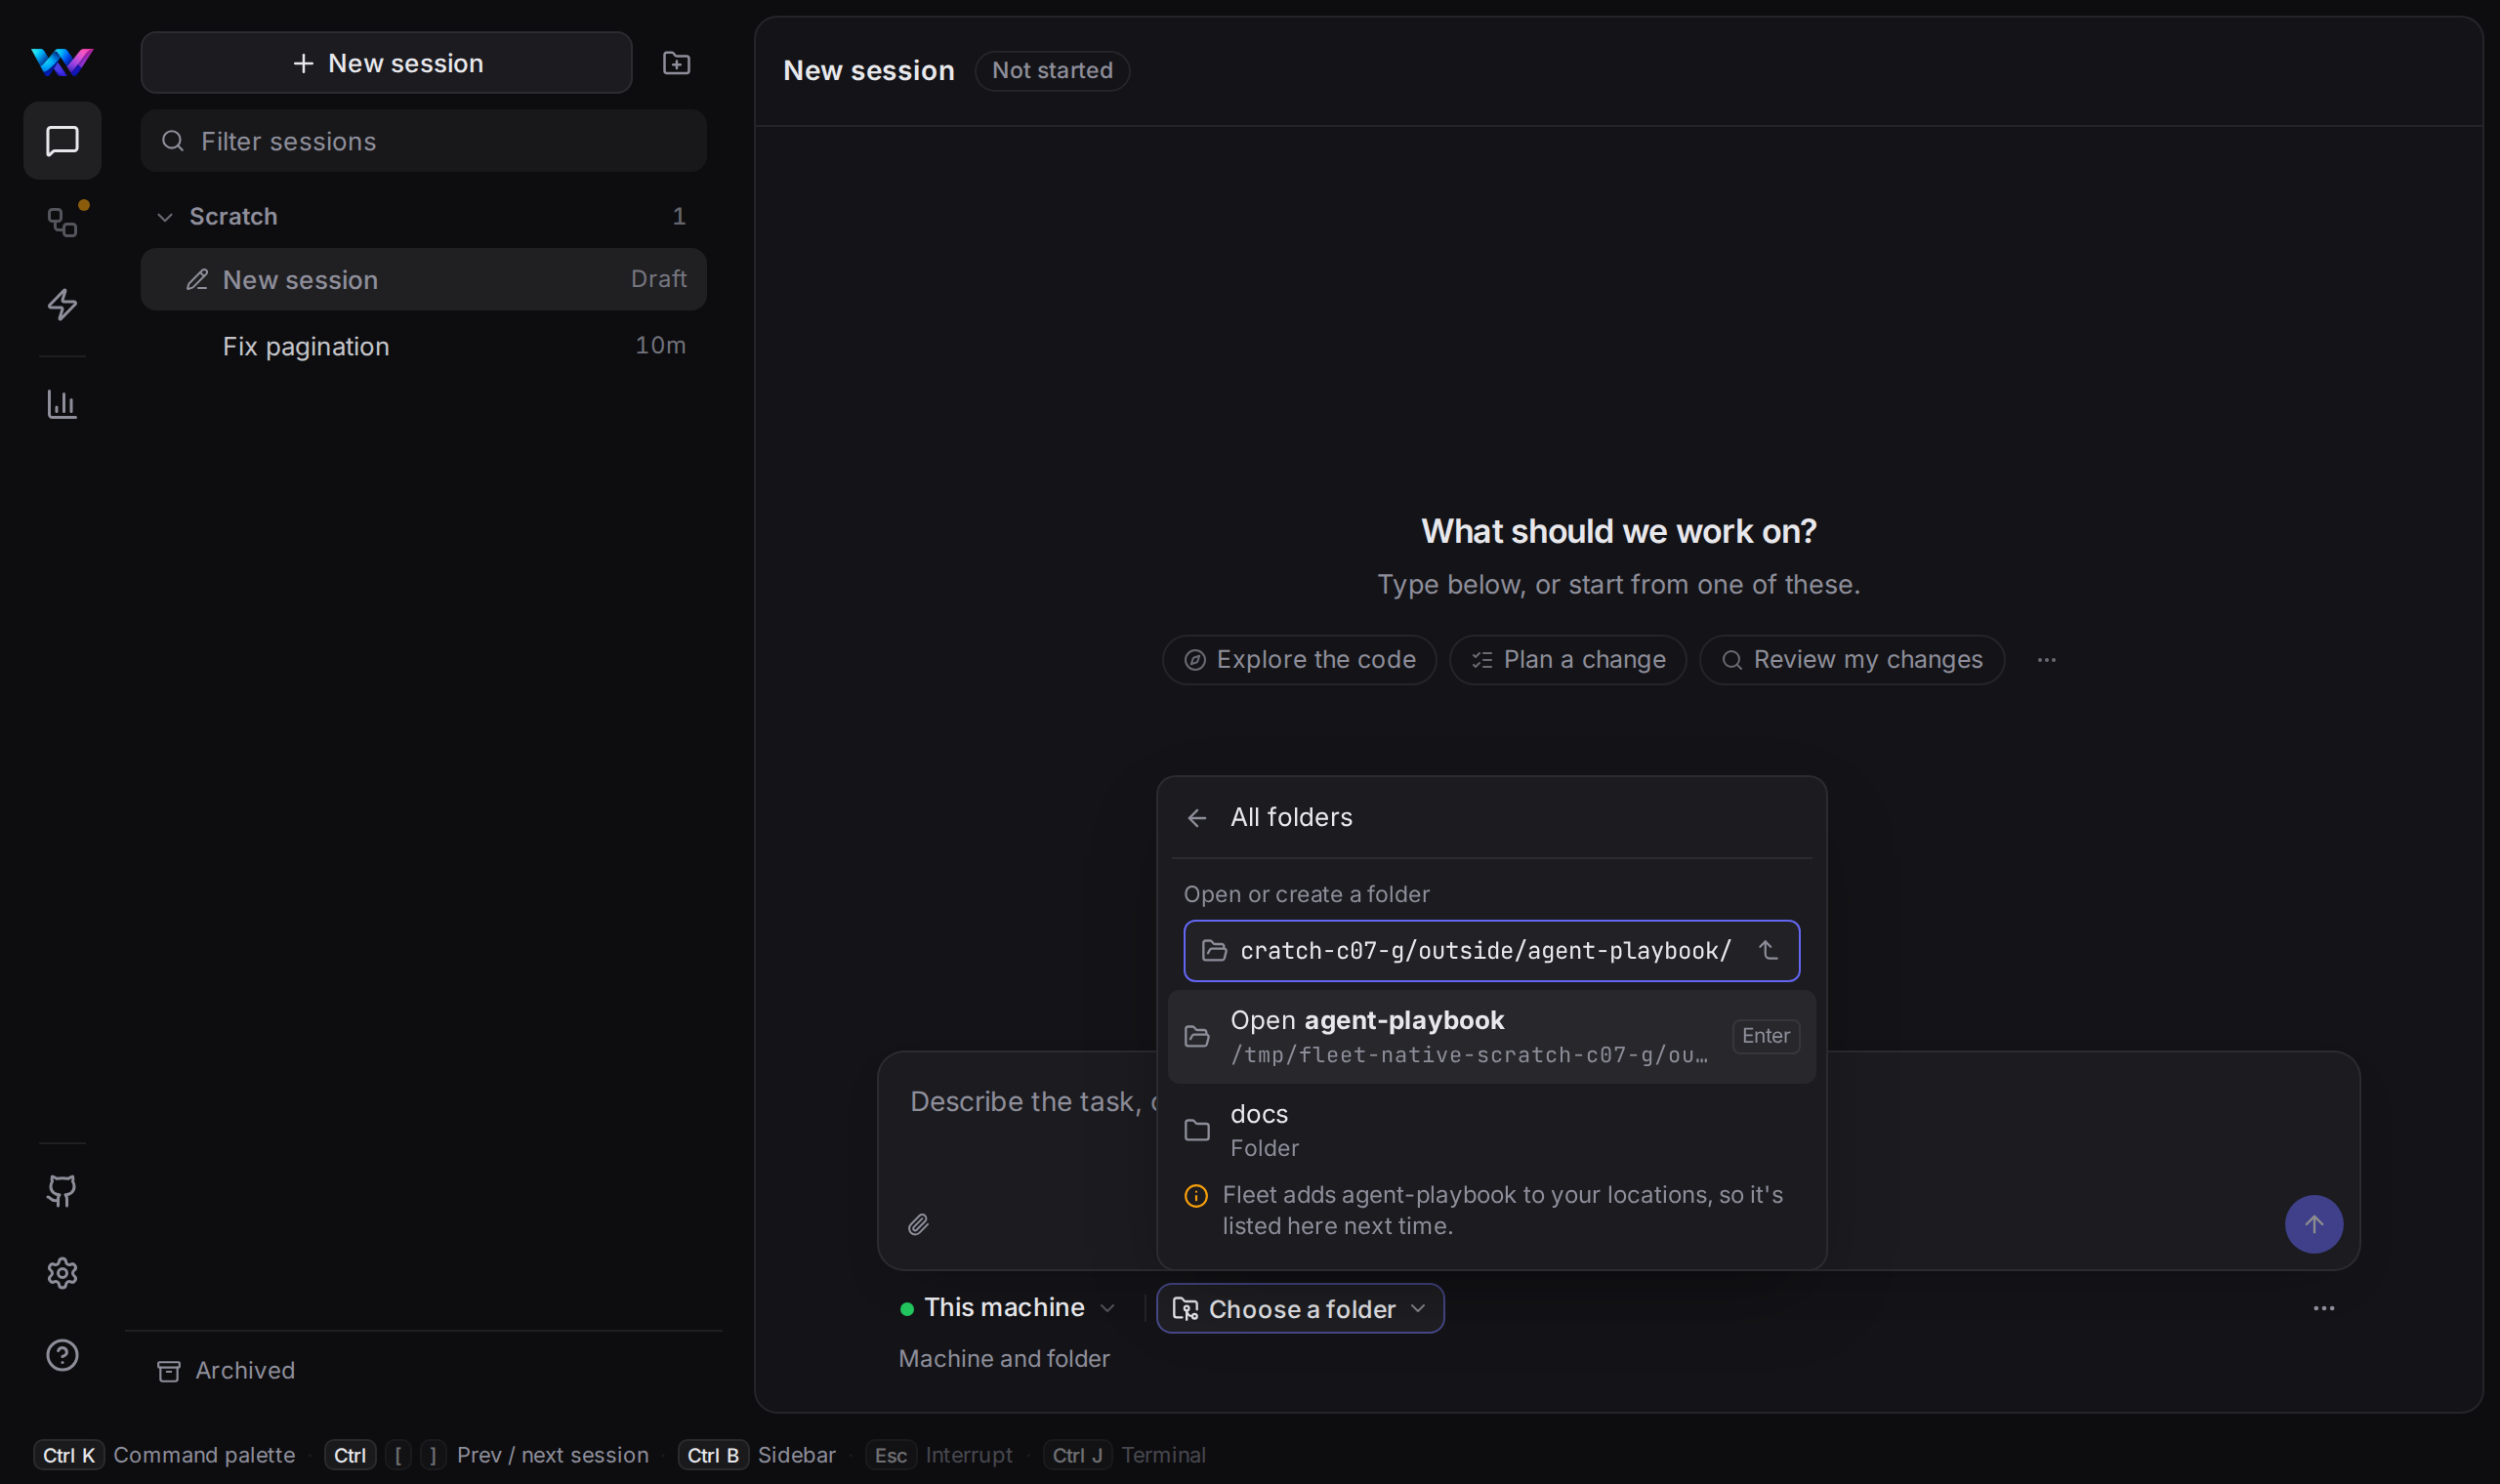 New session
Filter sessions
Scratch 1
New session Draft
Fix pagination 10m
Archived
New session Not started
What should we work on?
Type below, or start from one of these.
Explore the code Plan a change Review my changes
All folders
Open or create a folder
cratch-c07-g/outside/agent-playbook/
Open agent-playbook Enter
/tmp/fleet-native-scratch-c07-g/ou…
docs
Folder
Fleet adds agent-playbook to your locations, so it's
listed here next time.
Describe the task,
This machine Choose a folder
Machine and folder
Ctrl K Command palette · Ctrl [ ] Prev / next session · Ctrl B Sidebar · Esc Interrupt · Ctrl J Terminal